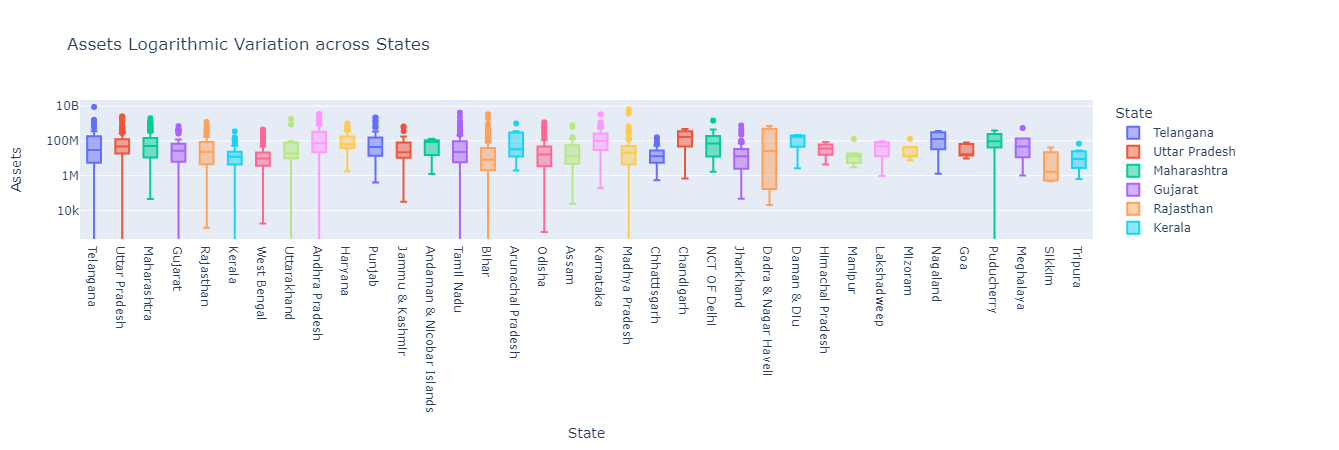 Assets Logarithmic Variation across States
10B
100M
1M
10k
Assets
Telangana
Uttar Pradesh
Maharashtra
Gujarat
Rajasthan
Kerala
West Bengal
Uttarakhand
Andhra Pradesh
Haryana
Punjab
Jammu & Kashmir
Andaman & Nicobar Islands
Tamil Nadu
Bihar
Arunachal Pradesh
Odisha
Assam
Karnataka
Madhya Pradesh
Chhattisgarh
Chandigarh
NCT OF Delhi
Jharkhand
Dadra & Nagar Haveli
Daman & Diu
Himachal Pradesh
Manipur
Lakshadweep
Mizoram
Nagaland
Goa
Puducherry
Meghalaya
Sikkim
Tripura
State
State
Telangana
Uttar Pradesh
Maharashtra
Gujarat
Rajasthan
Kerala